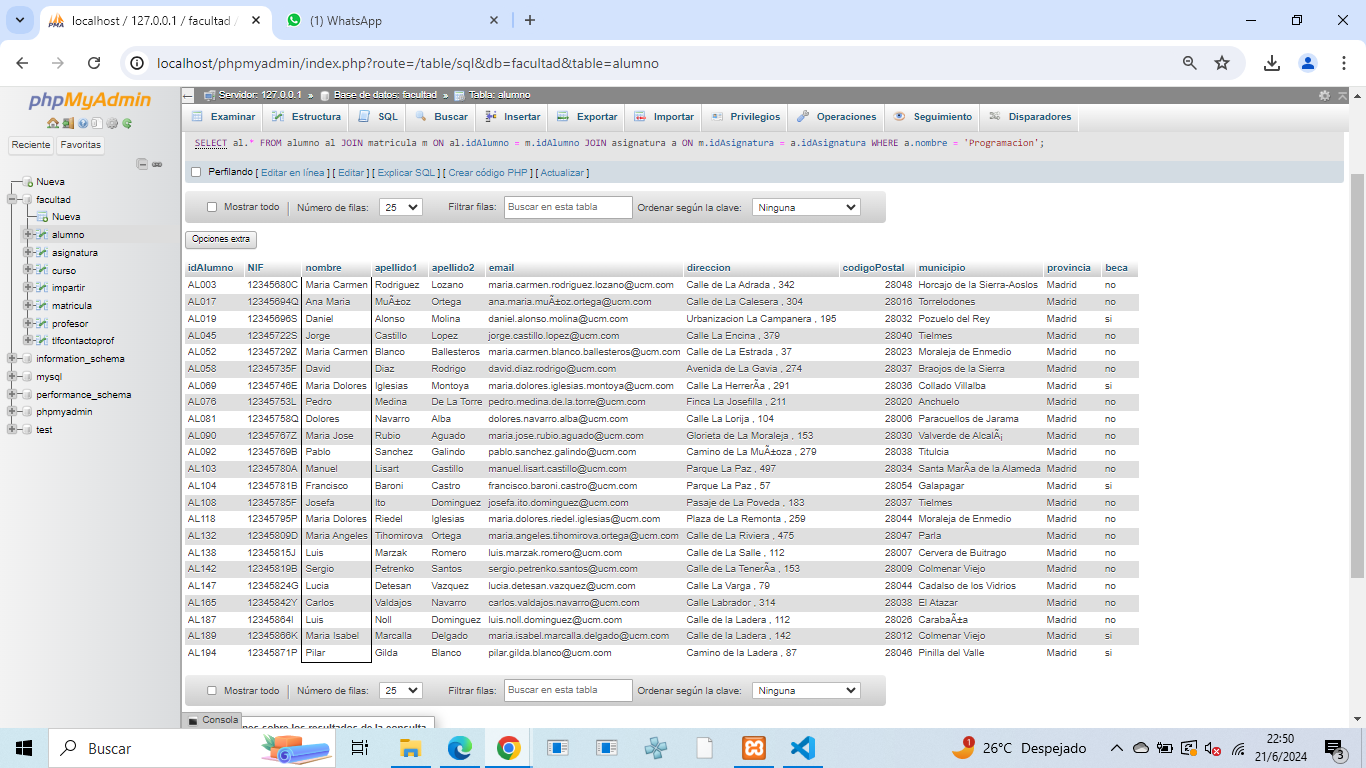 localhost / 127.0.0.1 / facultad /
(1) WhatsApp
localhost/phpmyadmin/index.php?route=/table/sql&db=facultad&table=alumno
phpMyAdmin
Reciente Favoritas
Nueva
facultad
Nueva
alumno
asignatura
curso
impartir
matricula
profesor
tlfcontactoprof
information_schema
mysql
performance_schema
phpmyadmin
test
Servidor: 127.0.0.1 » Base de datos: facultad » Tabla: alumno
Examinar Estructura SQL Buscar Insertar Exportar Importar Privilegios Operaciones Seguimiento Disparadores
SELECT al.* FROM alumno al JOIN matricula m ON al.idAlumno = m.idAlumno JOIN asignatura a ON m.idAsignatura = a.idAsignatura WHERE a.nombre = 'Programacion';
Perfilando [ Editar en línea ] [ Editar ] [ Explicar SQL ] [ Crear código PHP ] [ Actualizar ]
Mostrar todo Número de filas: 25 Filtrar filas: Buscar en esta tabla Ordenar según la clave: Ninguna
Opciones extra
idAlumno NIF nombre apellido1 apellido2 email direccion codigoPostal municipio provincia beca
AL003 12345680C Maria Carmen Rodriguez Lozano maria.carmen.rodriguez.lozano@ucm.com Calle de La Adrada , 342 28048 Horcajo de la Sierra-Aoslos Madrid no
AL017 12345694Q Ana Maria MuÃ±oz Ortega ana.maria.muÃ±oz.ortega@ucm.com Calle de La Calesera , 304 28016 Torrelodones Madrid no
AL019 12345696S Daniel Alonso Molina daniel.alonso.molina@ucm.com Urbanizacion La Campanera , 195 28032 Pozuelo del Rey Madrid si
AL045 12345722S Jorge Castillo Lopez jorge.castillo.lopez@ucm.com Calle La Encina , 379 28040 Tielmes Madrid no
AL052 12345729Z Maria Carmen Blanco Ballesteros maria.carmen.blanco.ballesteros@ucm.com Calle de La Estrada , 37 28023 Moraleja de Enmedio Madrid no
AL058 12345735F David Diaz Rodrigo david.diaz.rodrigo@ucm.com Avenida de La Gavia , 274 28037 Braojos de la Sierra Madrid no
AL069 12345746E Maria Dolores Iglesias Montoya maria.dolores.iglesias.montoya@ucm.com Calle La HerrerÃa , 291 28036 Collado Villalba Madrid si
AL076 12345753L Pedro Medina De La Torre pedro.medina.de.la.torre@ucm.com Finca La Josefilla , 211 28020 Anchuelo Madrid no
AL081 12345758Q Dolores Navarro Alba dolores.navarro.alba@ucm.com Calle La Lorija , 104 28006 Paracuellos de Jarama Madrid no
AL090 12345767Z Maria Jose Rubio Aguado maria.jose.rubio.aguado@ucm.com Glorieta de La Moraleja , 153 28030 Valverde de AlcalÃ¡ Madrid no
AL092 12345769B Pablo Sanchez Galindo pablo.sanchez.galindo@ucm.com Camino de La MuÃ±oza , 279 28038 Titulcia Madrid no
AL103 12345780A Manuel Lisart Castillo manuel.lisart.castillo@ucm.com Parque La Paz , 497 28034 Santa MarÃa de la Alameda Madrid no
AL104 12345781B Francisco Baroni Castro francisco.baroni.castro@ucm.com Parque La Paz , 57 28054 Galapagar Madrid si
AL108 12345785F Josefa Ito Dominguez josefa.ito.dominguez@ucm.com Pasaje de La Poveda , 183 28037 Tielmes Madrid no
AL118 12345795P Maria Dolores Riedel Iglesias maria.dolores.riedel.iglesias@ucm.com Plaza de La Remonta , 259 28044 Moraleja de Enmedio Madrid no
AL132 12345809D Maria Angeles Tihomirova Ortega maria.angeles.tihomirova.ortega@ucm.com Calle de La Riviera , 475 28047 Parla Madrid no
AL138 12345815J Luis Marzak Romero luis.marzak.romero@ucm.com Calle de La Salle , 112 28007 Cervera de Buitrago Madrid no
AL142 12345819B Sergio Petrenko Santos sergio.petrenko.santos@ucm.com Calle de La TenerÃa , 153 28009 Colmenar Viejo Madrid no
AL147 12345824G Lucia Detesan Vazquez lucia.detesan.vazquez@ucm.com Calle La Varga , 79 28044 Cadalso de los Vidrios Madrid no
AL165 12345842Y Carlos Valdajos Navarro carlos.valdajos.navarro@ucm.com Calle Labrador , 314 28038 El Atazar Madrid no
AL187 12345864I Luis Noll Dominguez luis.noll.dominguez@ucm.com Calle de la Ladera , 112 28026 CarabaÃ±a Madrid no
AL189 12345866K Maria Isabel Marcalla Delgado maria.isabel.marcalla.delgado@ucm.com Calle de la Ladera , 142 28012 Colmenar Viejo Madrid si
AL194 12345871P Pilar Gilda Blanco pilar.gilda.blanco@ucm.com Camino de la Ladera , 87 28046 Pinilla del Valle Madrid si
Mostrar todo Número de filas: 25 Filtrar filas: Buscar en esta tabla Ordenar según la clave: Ninguna
Consola
nes sobre los resultados de la consulta
Buscar
26°C Despejado
22:50
21/6/2024
3